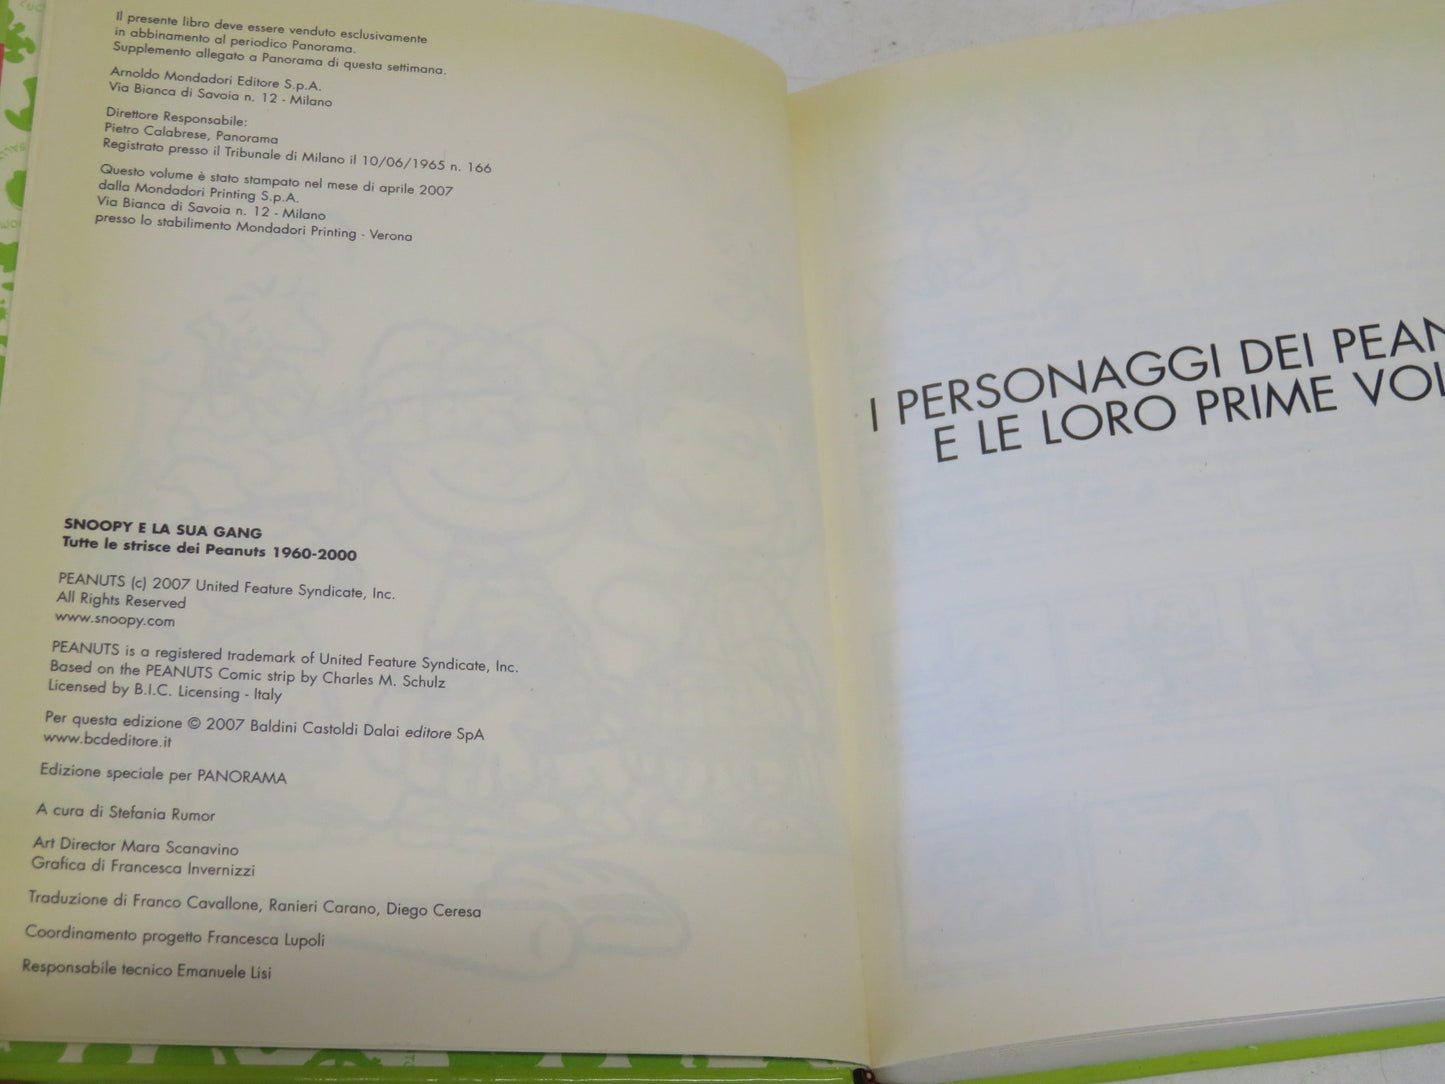 Il presente libro deve essere venduto esclusivamente
in abbinamento al periodico Panorama.
Supplemento allegato a Panorama di questa settimana.
Arnoldo Mondadori Editore S.p.A.
Via Bianca di Savoia n. 12 - Milano
Direttore Responsabile:
Pietro Calabrese, Panorama
Registrato presso il Tribunale di Milano il 10/06/1965 n. 166
Questo volume è stato stampato nel mese di aprile 2007
dalla Mondadori Printing S.p.A.
Via Bianca di Savoia n. 12 - Milano
presso lo stabilimento Mondadori Printing - Verona
SNOOPY E LA SUA GANG
Tutte le strisce dei Peanuts 1960-2000
PEANUTS (c) 2007 United Feature Syndicate, Inc.
All Rights Reserved
www.snoopy.com
PEANUTS is a registered trademark of United Feature Syndicate, Inc.
Based on the PEANUTS Comic strip by Charles M. Schulz
Licensed by B.I.C. Licensing - Italy
Per questa edizione © 2007 Baldini Castoldi Dalai editore SpA
www.bcdeditore.it
Edizione speciale per PANORAMA
A cura di Stefania Rumor
Art Director Mara Scanavino
Grafica di Francesca Invernizzi
Traduzione di Franco Cavallone, Ranieri Carano, Diego Ceresa
Coordinamento progetto Francesca Lupoli
Responsabile tecnico Emanuele Lisi
I PERSONAGGI DEI PEAN
E LE LORO PRIME VOL